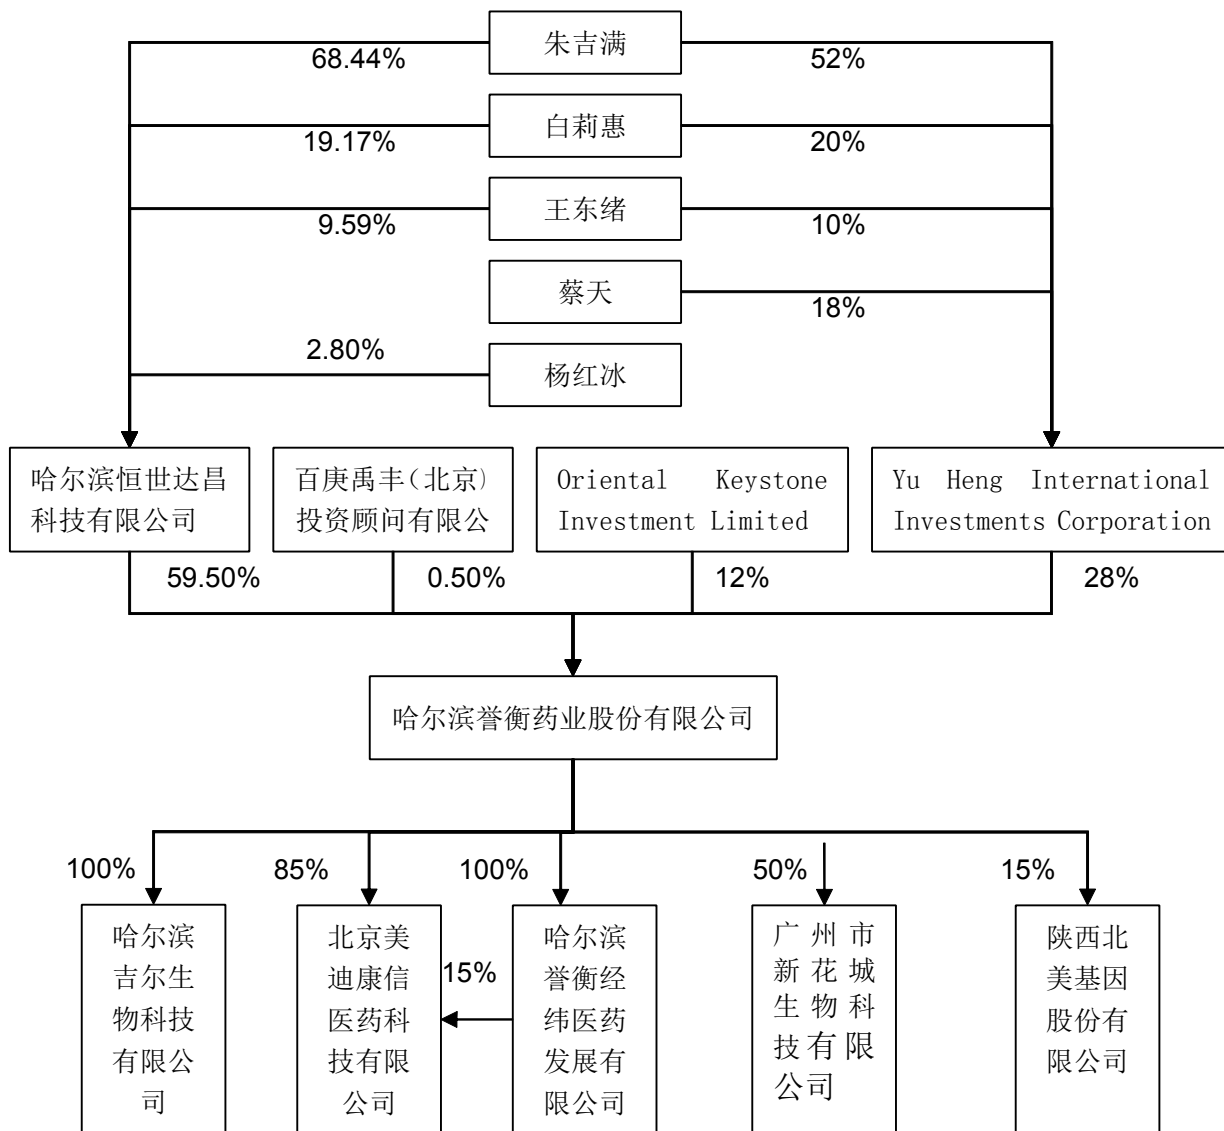 朱吉满
68.44%
52%
白莉惠
19.17%
20%
王东绪
9.59%
10%
蔡天
18%
2.80%
杨红冰
哈尔滨恒世达昌
科技有限公司
百庚禹丰（北京）
投资顾问有限公
Oriental Keystone
Investment Limited
Yu Heng International
Investments Corporation
59.50%
0.50%
12%
28%
哈尔滨誉衡药业股份有限公司
100%
85%
100%
50%
15%
哈尔滨
吉尔生
物科技
有限公
司
北京美
迪康信
医药科
技有限
公司
15%
哈尔滨
誉衡经
纬医药
发展有
限公司
广州市
新花城
生物科
技有限
公司
陕西北
美基因
股份有
限公司